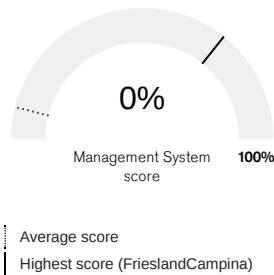 0%
Management System
score
100%
Average score
Highest score (FrieslandCampina)